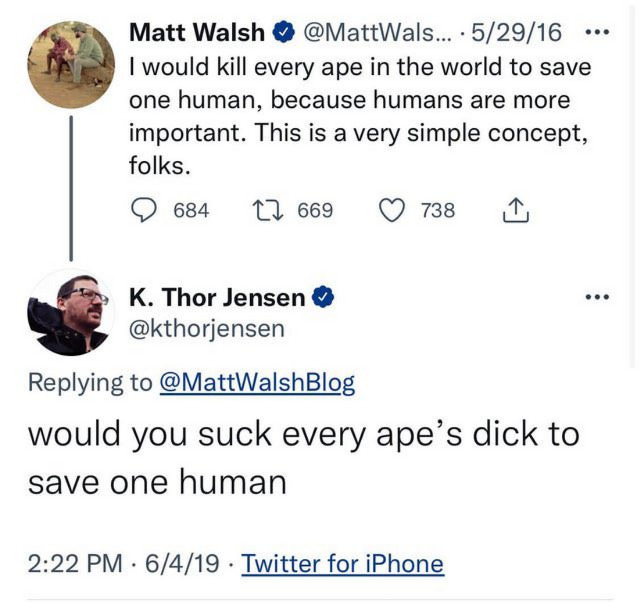 Matt Walsh @MattWals... · 5/29/16 ...
I would kill every ape in the world to save
one human, because humans are more
important. This is a very simple concept,
folks.
684 669 738
K. Thor Jensen ...
@kthorjensen
Replying to @MattWalshBlog
would you suck every ape’s dick to
save one human
2:22 PM · 6/4/19 · Twitter for iPhone